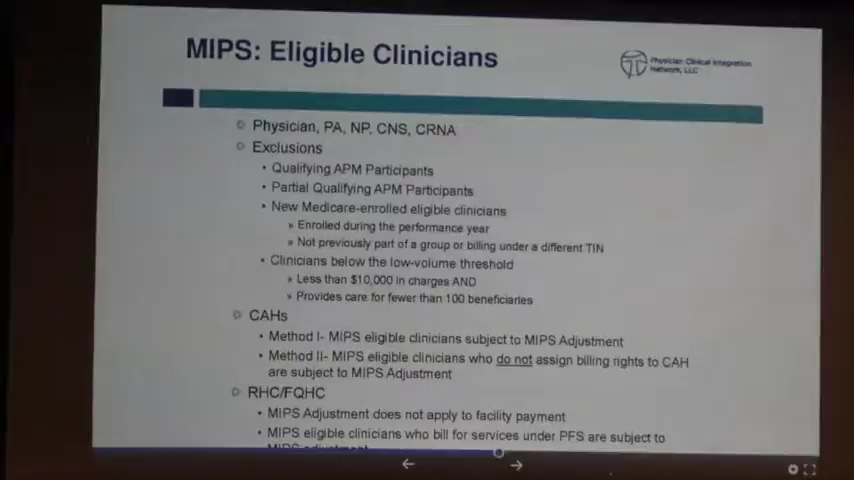 MIPS: Eligible Clinicians
Physician Clinical Integration
Network, LLC
Physician, PA, NP, CNS, CRNA
Exclusions
• Qualifying APM Participants
• Partial Qualifying APM Participants
• New Medicare-enrolled eligible clinicians
» Enrolled during the performance year
» Not previously part of a group or billing under a different TIN
• Clinicians below the low-volume threshold
» Less than $10,000 in charges AND
» Provides care for fewer than 100 beneficiaries
CAHs
• Method I- MIPS eligible clinicians subject to MIPS Adjustment
• Method II- MIPS eligible clinicians who do not assign billing rights to CAH
are subject to MIPS Adjustment
RHC/FQHC
• MIPS Adjustment does not apply to facility payment
• MIPS eligible clinicians who bill for services under PFS are subject to
MIPS adjustment